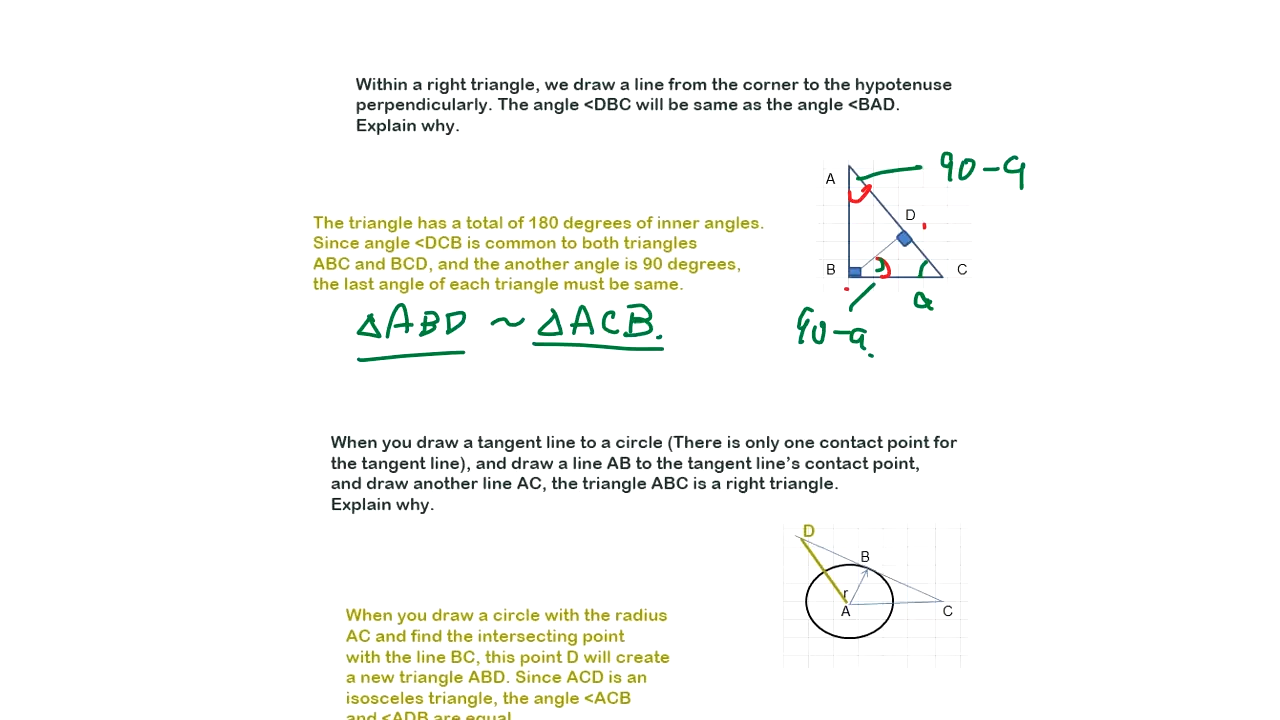 Within a right triangle, we draw a line from the corner to the hypotenuse
perpendicularly. The angle <DBC will be same as the angle <BAD.
Explain why.
A
90-a
D
B
C
a
90-a.
The triangle has a total of 180 degrees of inner angles.
Since angle <DCB is common to both triangles
ABC and BCD, and the another angle is 90 degrees,
the last angle of each triangle must be same.
△ABD ~ △ACB.
When you draw a tangent line to a circle (There is only one contact point for
the tangent line), and draw a line AB to the tangent line’s contact point,
and draw another line AC, the triangle ABC is a right triangle.
Explain why.
D
B
r
A
C
When you draw a circle with the radius
AC and find the intersecting point
with the line BC, this point D will create
a new triangle ABD. Since ACD is an
isosceles triangle, the angle <ACB
and <ADB are equal